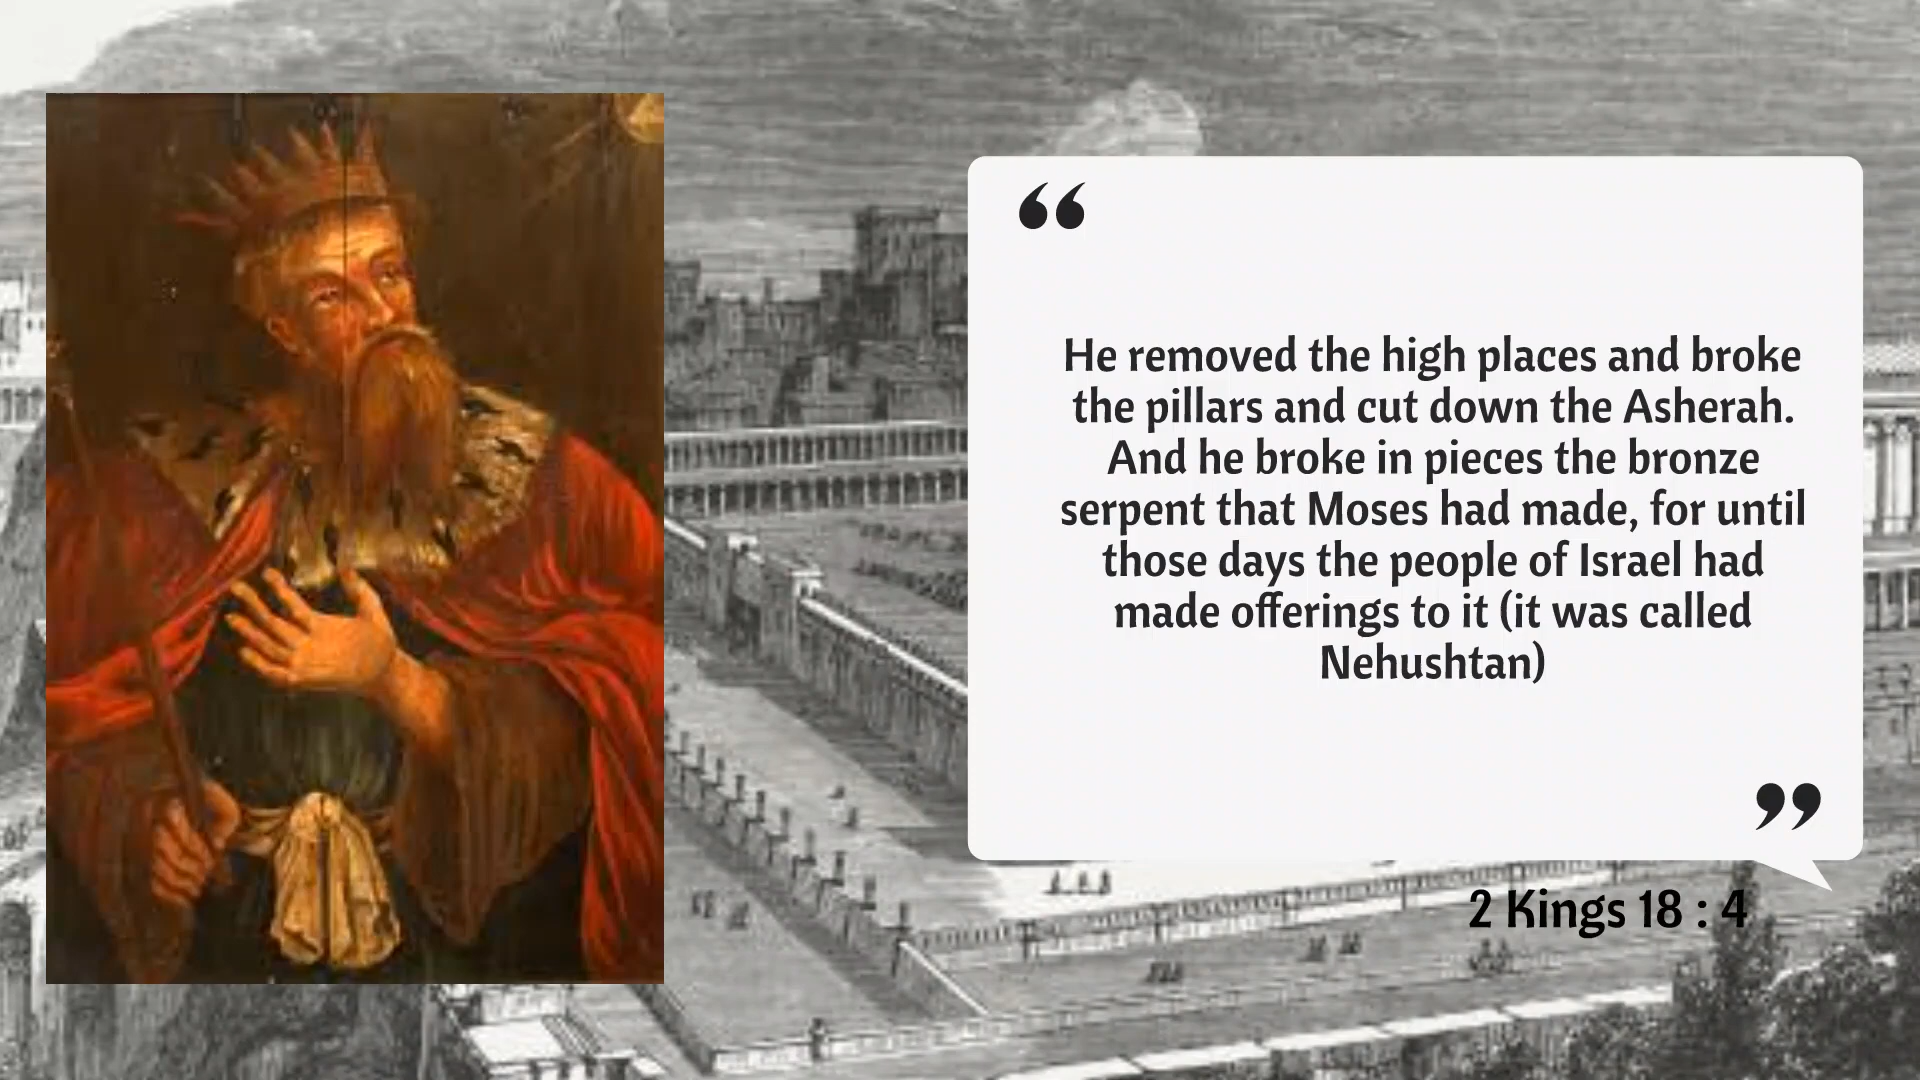 “
He removed the high places and broke
the pillars and cut down the Asherah.
And he broke in pieces the bronze
serpent that Moses had made, for until
those days the people of Israel had
made offerings to it (it was called
Nehushtan)
”
2 Kings 18 : 4